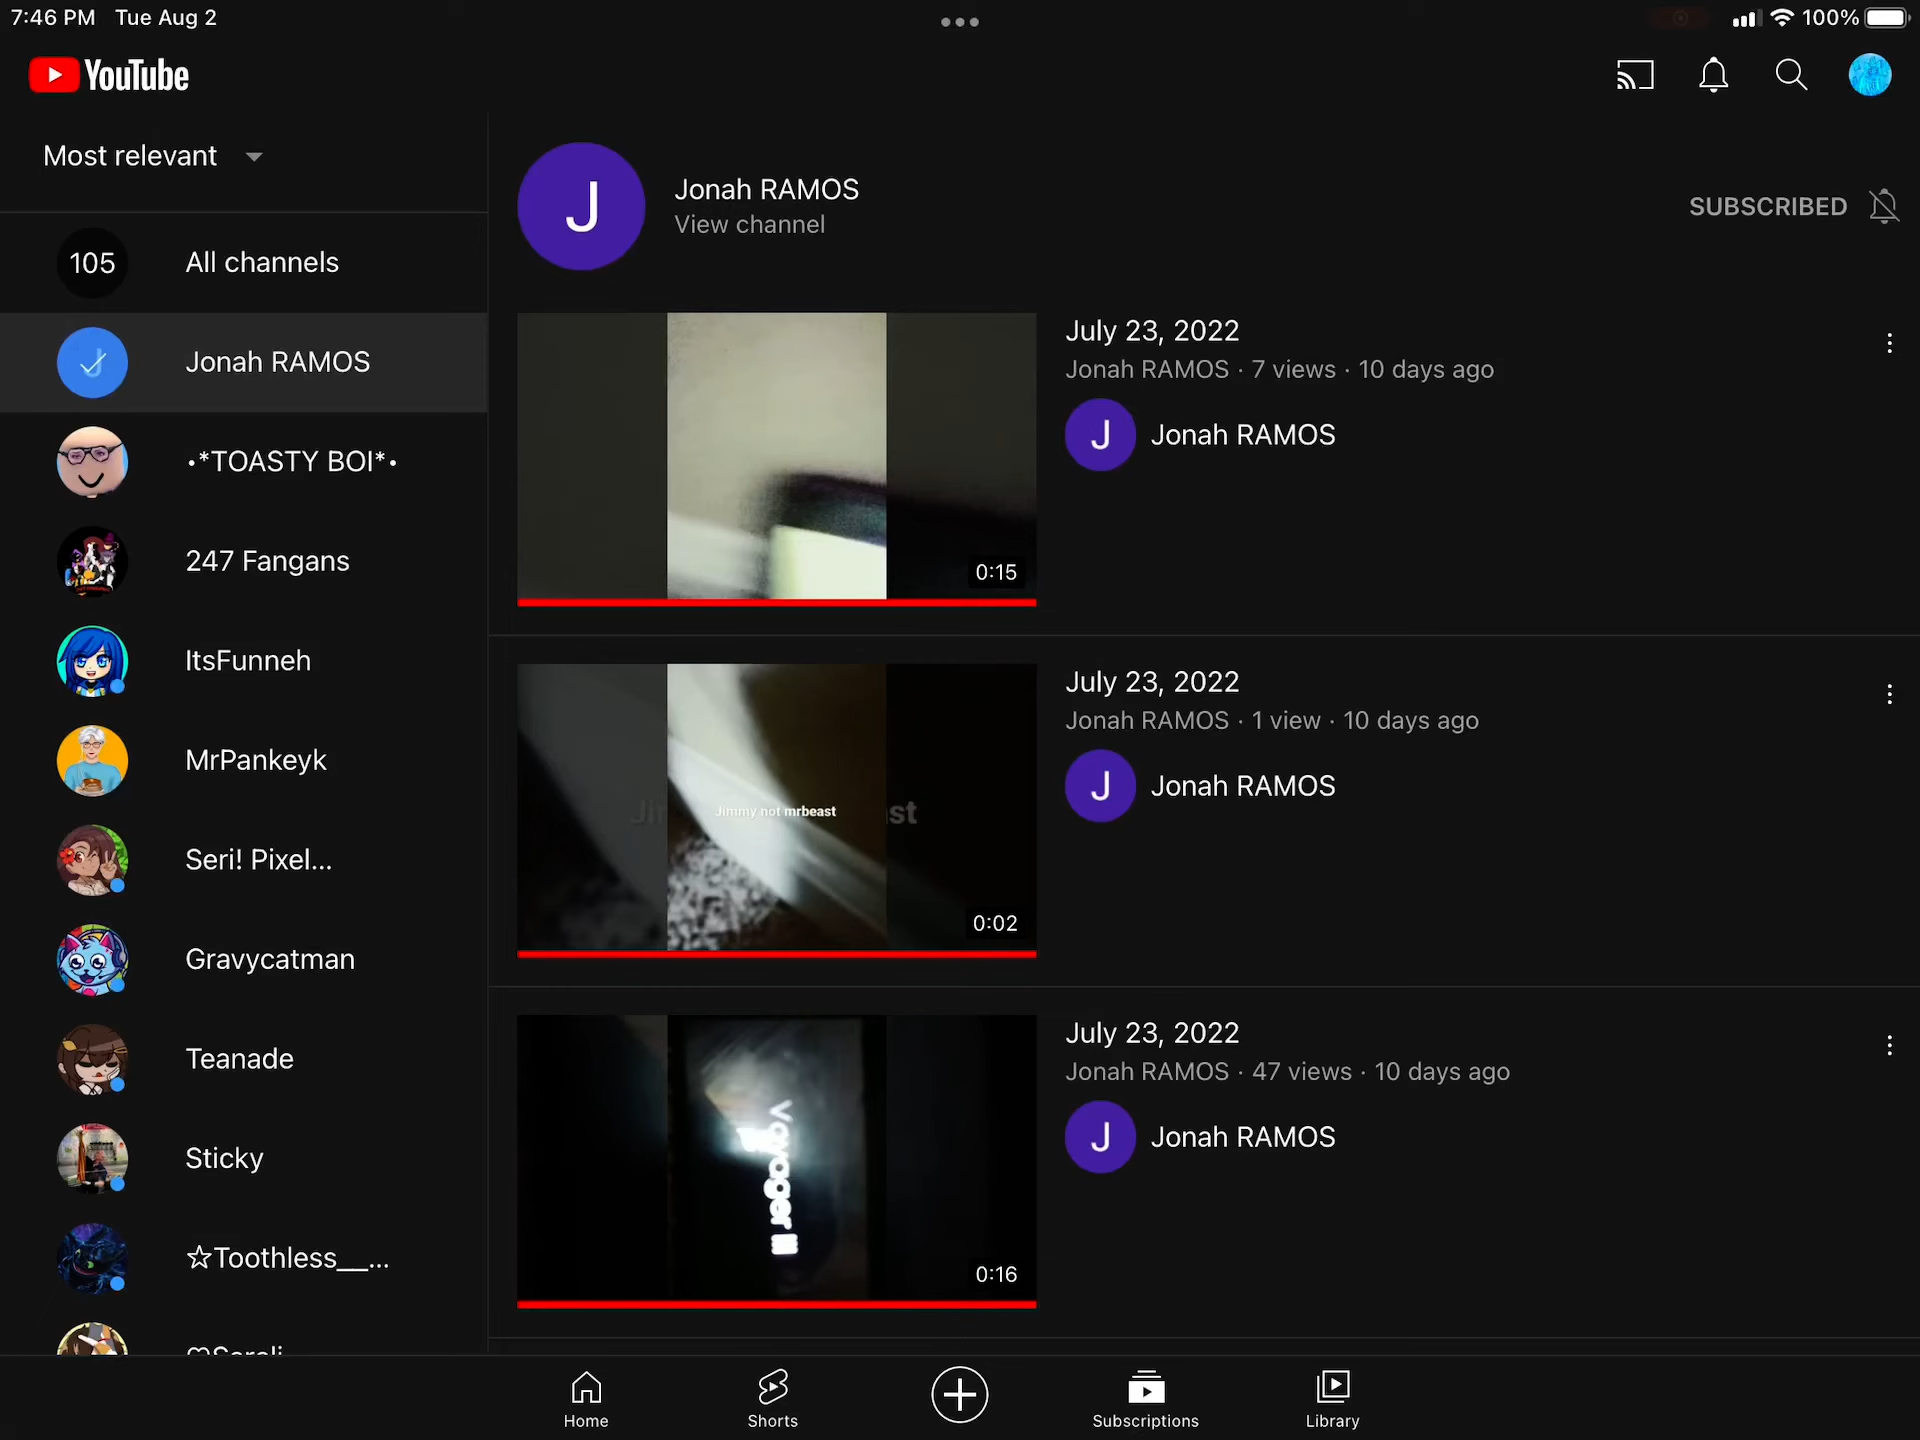 7:46 PM Tue Aug 2
100%
YouTube
Most relevant
105 All channels
Jonah RAMOS
•*TOASTY BOI*•
247 Fangans
ItsFunneh
MrPankeyk
Seri! Pixel...
Gravycatman
Teanade
Sticky
☆Toothless__...
J
Jonah RAMOS
View channel
SUBSCRIBED
0:15
July 23, 2022
Jonah RAMOS · 7 views · 10 days ago
J Jonah RAMOS
Jimmy not mrbeast
0:02
July 23, 2022
Jonah RAMOS · 1 view · 10 days ago
J Jonah RAMOS
Voyager
0:16
July 23, 2022
Jonah RAMOS · 47 views · 10 days ago
J Jonah RAMOS
Home
Shorts
Subscriptions
Library